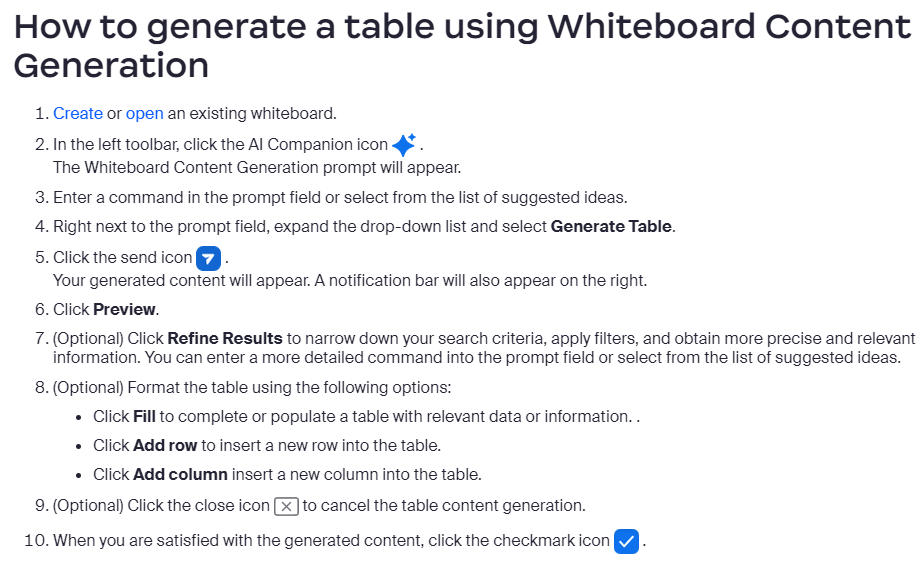 How to generate a table using Whiteboard Content
Generation
1. Create or open an existing whiteboard.
2. In the left toolbar, click the AI Companion icon .
The Whiteboard Content Generation prompt will appear.
3. Enter a command in the prompt field or select from the list of suggested ideas.
4. Right next to the prompt field, expand the drop-down list and select Generate Table.
5. Click the send icon .
Your generated content will appear. A notification bar will also appear on the right.
6. Click Preview.
7. (Optional) Click Refine Results to narrow down your search criteria, apply filters, and obtain more precise and relevant
information. You can enter a more detailed command into the prompt field or select from the list of suggested ideas.
8. (Optional) Format the table using the following options:
• Click Fill to complete or populate a table with relevant data or information. .
• Click Add row to insert a new row into the table.
• Click Add column insert a new column into the table.
9. (Optional) Click the close icon to cancel the table content generation.
10. When you are satisfied with the generated content, click the checkmark icon .